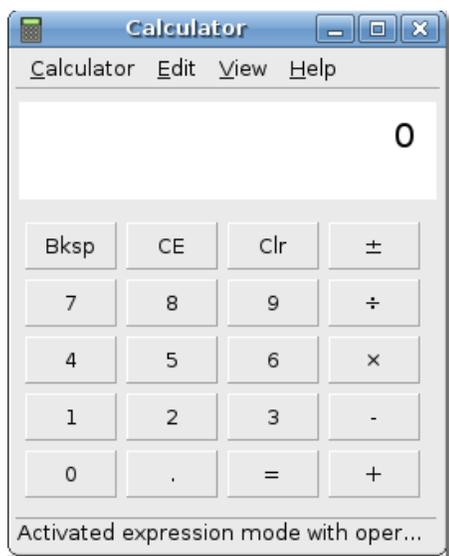 Calculator
Calculator Edit View Help
0
Bksp CE Clr ±
7 8 9 ÷
4 5 6 ×
1 2 3 -
0 . = +
Activated expression mode with oper...